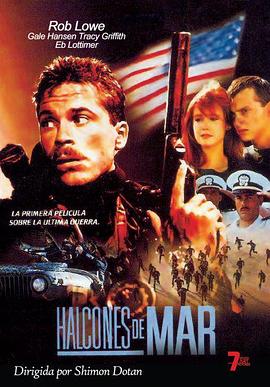 Rob Lowe
Gale Hansen Tracy Griffith
Eb Lottimer
LA PRIMERA PELICULA
SOBRE LA ULTIMA GUERRA.
HALCONES DE MAR
7
Dirigida por Shimon Dotan